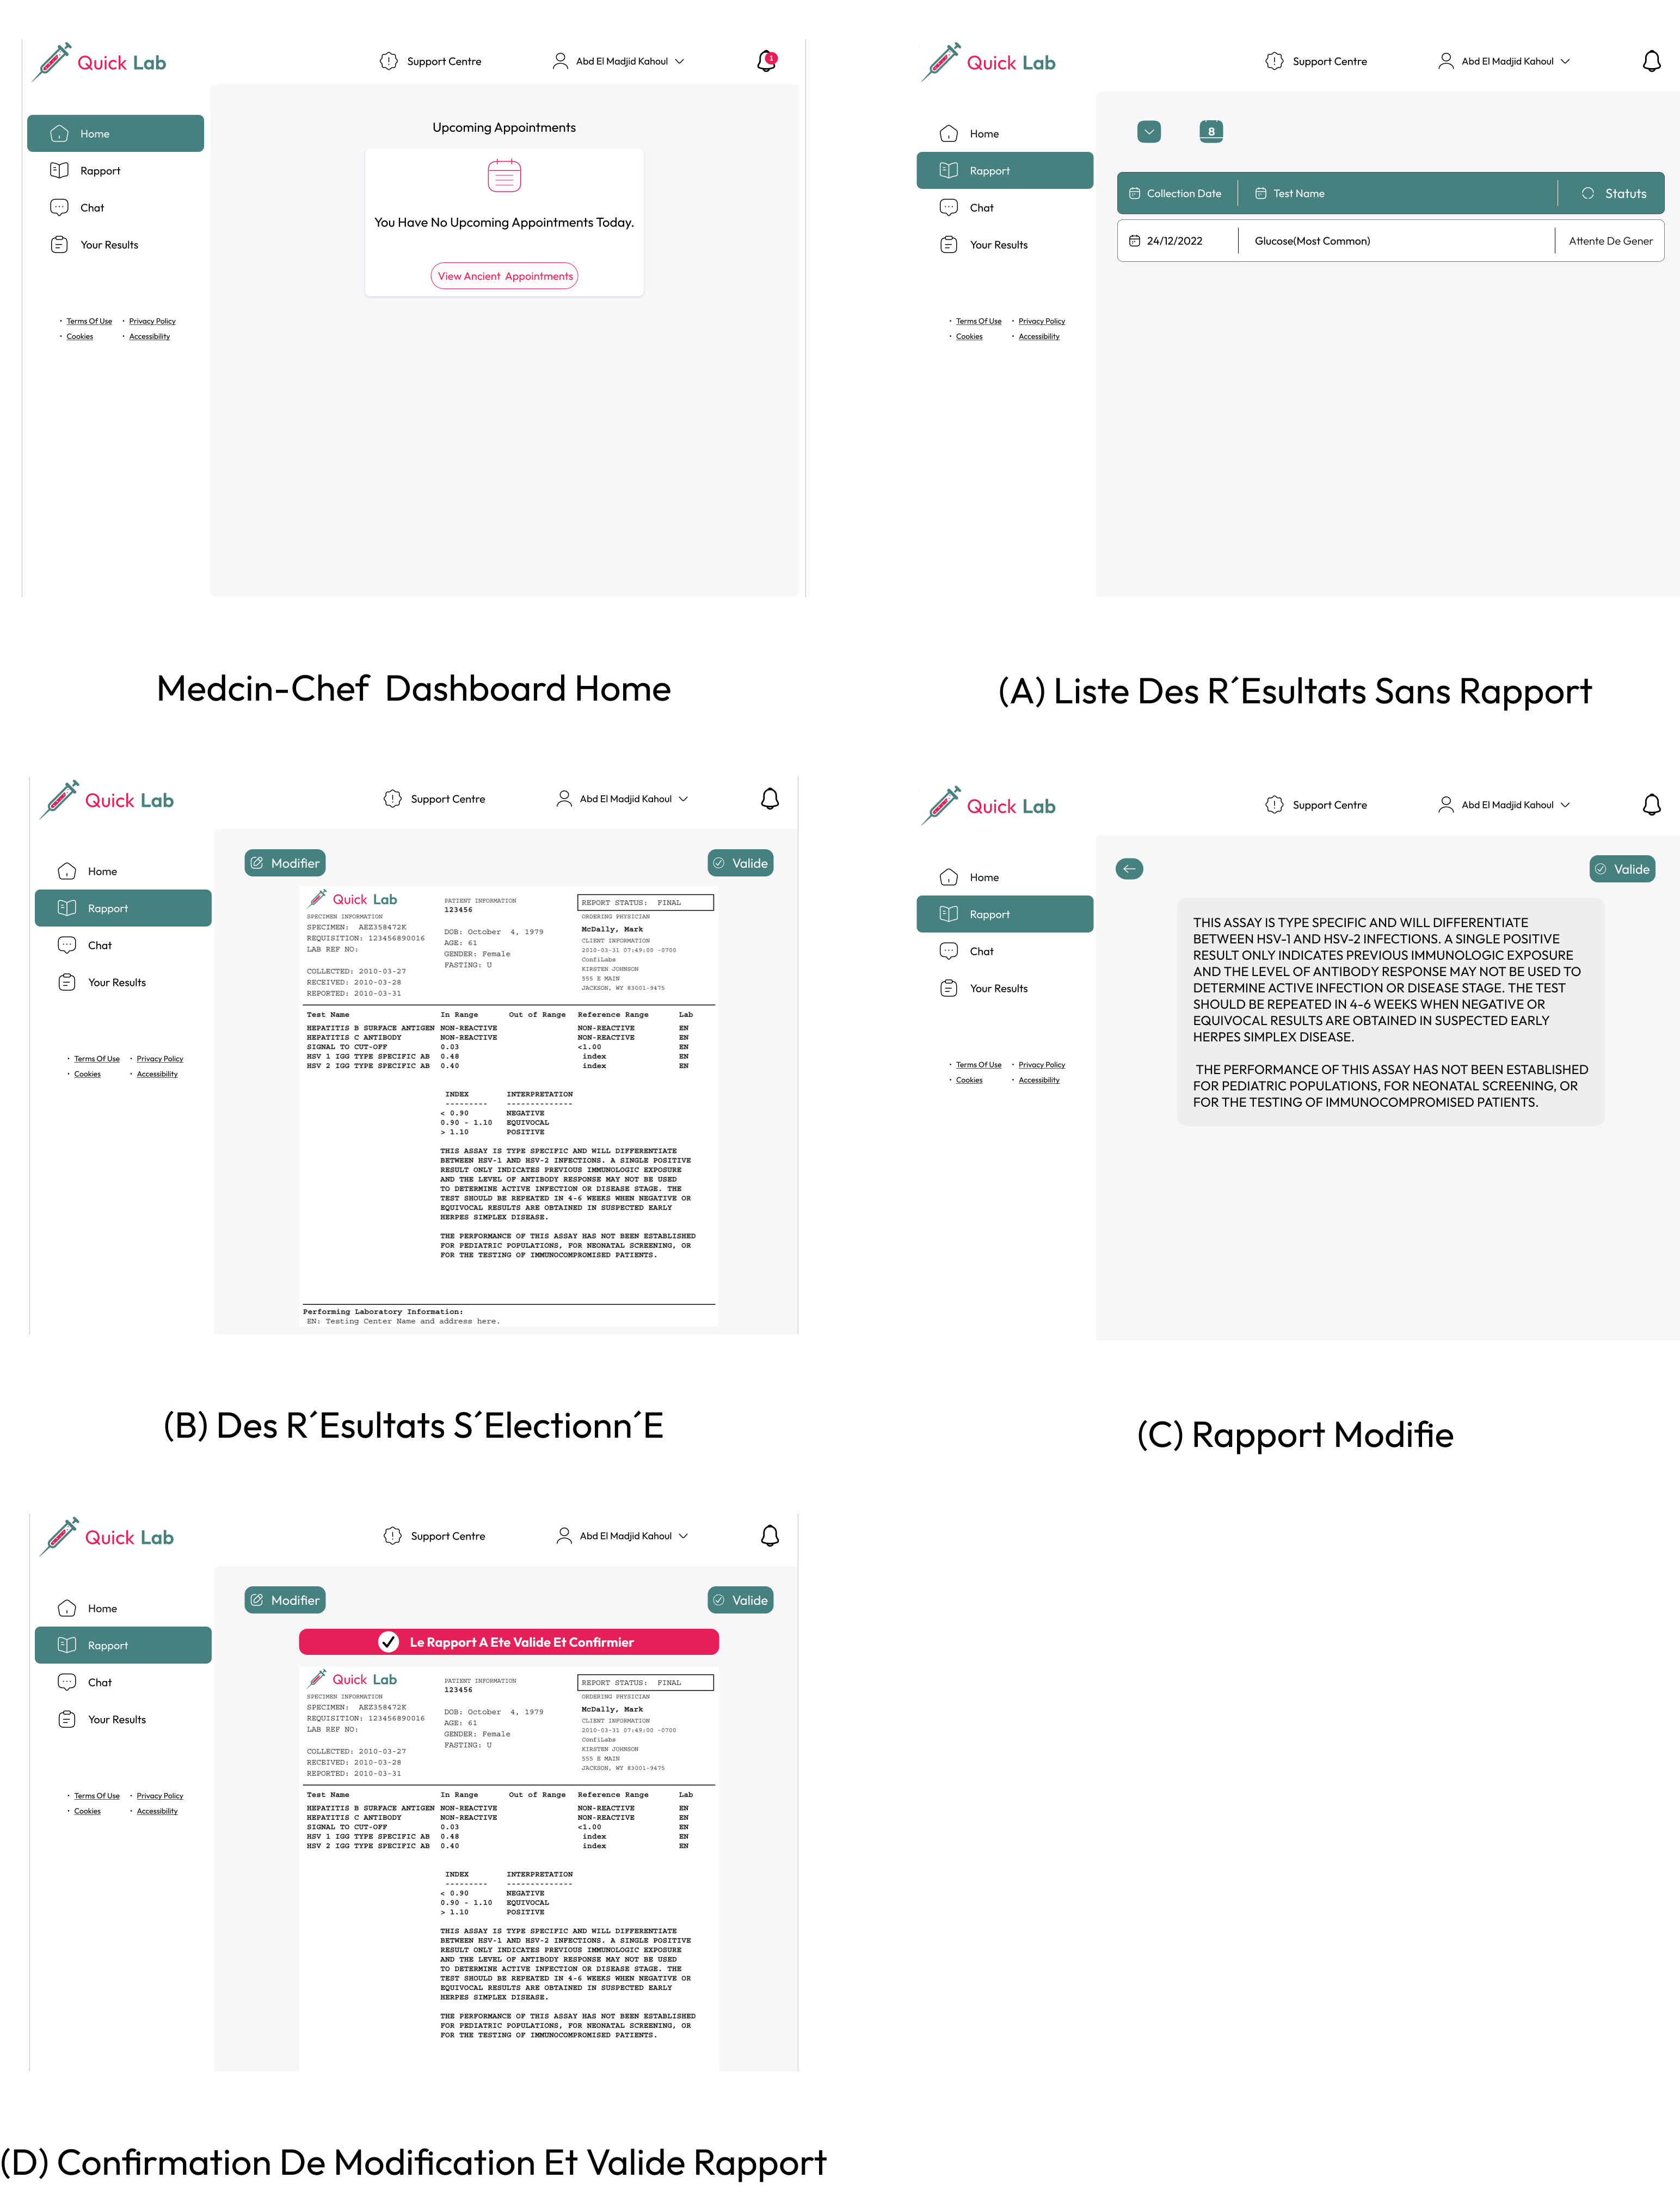 Quick Lab
Support Centre
Abd El Madjid Kahoul
1
Home
Rapport
Chat
Your Results
• Terms Of Use • Privacy Policy
• Cookies • Accessibility
Upcoming Appointments
You Have No Upcoming Appointments Today.
View Ancient Appointments
Medcin-Chef Dashboard Home
Quick Lab
Support Centre
Abd El Madjid Kahoul
Home
Rapport
Chat
Your Results
• Terms Of Use • Privacy Policy
• Cookies • Accessibility
8
Collection Date Test Name Statuts
24/12/2022 Glucose(Most Common) Attente De Gener
(A) Liste Des R´Esultats Sans Rapport
Quick Lab
Support Centre
Abd El Madjid Kahoul
Home
Rapport
Chat
Your Results
• Terms Of Use • Privacy Policy
• Cookies • Accessibility
Modifier
Valide
Quick Lab
SPECIMEN INFORMATION
SPECIMEN: AEZ358472K
REQUISITION: 123456890016
LAB REF NO:
COLLECTED: 2010-03-27
RECEIVED: 2010-03-28
REPORTED: 2010-03-31
PATIENT INFORMATION
123456
DOB: October 4, 1979
AGE: 61
GENDER: Female
FASTING: U
REPORT STATUS: FINAL
ORDERING PHYSICIAN
McDally, Mark
CLIENT INFORMATION
2010-03-31 07:49:00 -0700
ConfiLabs
KIRSTEN JOHNSON
555 E MAIN
JACKSON, WY 83001-9475
Test Name In Range Out of Range Reference Range Lab
HEPATITIS B SURFACE ANTIGEN NON-REACTIVE NON-REACTIVE EN
HEPATITIS C ANTIBODY NON-REACTIVE NON-REACTIVE EN
SIGNAL TO CUT-OFF 0.03 <1.00 EN
HSV 1 IGG TYPE SPECIFIC AB 0.48 index EN
HSV 2 IGG TYPE SPECIFIC AB 0.40 index EN
INDEX INTERPRETATION
--------- --------------
< 0.90 NEGATIVE
0.90 - 1.10 EQUIVOCAL
> 1.10 POSITIVE
THIS ASSAY IS TYPE SPECIFIC AND WILL DIFFERENTIATE
BETWEEN HSV-1 AND HSV-2 INFECTIONS. A SINGLE POSITIVE
RESULT ONLY INDICATES PREVIOUS IMMUNOLOGIC EXPOSURE
AND THE LEVEL OF ANTIBODY RESPONSE MAY NOT BE USED
TO DETERMINE ACTIVE INFECTION OR DISEASE STAGE. THE
TEST SHOULD BE REPEATED IN 4-6 WEEKS WHEN NEGATIVE OR
EQUIVOCAL RESULTS ARE OBTAINED IN SUSPECTED EARLY
HERPES SIMPLEX DISEASE.
THE PERFORMANCE OF THIS ASSAY HAS NOT BEEN ESTABLISHED
FOR PEDIATRIC POPULATIONS, FOR NEONATAL SCREENING, OR
FOR THE TESTING OF IMMUNOCOMPROMISED PATIENTS.
Performing Laboratory Information:
EN: Testing Center Name and address here.
(B) Des R´Esultats S´Electionn´E
Quick Lab
Support Centre
Abd El Madjid Kahoul
Home
Rapport
Chat
Your Results
• Terms Of Use • Privacy Policy
• Cookies • Accessibility
Valide
THIS ASSAY IS TYPE SPECIFIC AND WILL DIFFERENTIATE
BETWEEN HSV-1 AND HSV-2 INFECTIONS. A SINGLE POSITIVE
RESULT ONLY INDICATES PREVIOUS IMMUNOLOGIC EXPOSURE
AND THE LEVEL OF ANTIBODY RESPONSE MAY NOT BE USED TO
DETERMINE ACTIVE INFECTION OR DISEASE STAGE. THE TEST
SHOULD BE REPEATED IN 4-6 WEEKS WHEN NEGATIVE OR
EQUIVOCAL RESULTS ARE OBTAINED IN SUSPECTED EARLY
HERPES SIMPLEX DISEASE.
THE PERFORMANCE OF THIS ASSAY HAS NOT BEEN ESTABLISHED
FOR PEDIATRIC POPULATIONS, FOR NEONATAL SCREENING, OR
FOR THE TESTING OF IMMUNOCOMPROMISED PATIENTS.
(C) Rapport Modifie
Quick Lab
Support Centre
Abd El Madjid Kahoul
Home
Rapport
Chat
Your Results
• Terms Of Use • Privacy Policy
• Cookies • Accessibility
Modifier
Valide
Le Rapport A Ete Valide Et Confirmier
Quick Lab
SPECIMEN INFORMATION
SPECIMEN: AEZ358472K
REQUISITION: 123456890016
LAB REF NO:
COLLECTED: 2010-03-27
RECEIVED: 2010-03-28
REPORTED: 2010-03-31
PATIENT INFORMATION
123456
DOB: October 4, 1979
AGE: 61
GENDER: Female
FASTING: U
REPORT STATUS: FINAL
ORDERING PHYSICIAN
McDally, Mark
CLIENT INFORMATION
2010-03-31 07:49:00 -0700
ConfiLabs
KIRSTEN JOHNSON
555 E MAIN
JACKSON, WY 83001-9475
Test Name In Range Out of Range Reference Range Lab
HEPATITIS B SURFACE ANTIGEN NON-REACTIVE NON-REACTIVE EN
HEPATITIS C ANTIBODY NON-REACTIVE NON-REACTIVE EN
SIGNAL TO CUT-OFF 0.03 <1.00 EN
HSV 1 IGG TYPE SPECIFIC AB 0.48 index EN
HSV 2 IGG TYPE SPECIFIC AB 0.40 index EN
INDEX INTERPRETATION
--------- --------------
< 0.90 NEGATIVE
0.90 - 1.10 EQUIVOCAL
> 1.10 POSITIVE
THIS ASSAY IS TYPE SPECIFIC AND WILL DIFFERENTIATE
BETWEEN HSV-1 AND HSV-2 INFECTIONS. A SINGLE POSITIVE
RESULT ONLY INDICATES PREVIOUS IMMUNOLOGIC EXPOSURE
AND THE LEVEL OF ANTIBODY RESPONSE MAY NOT BE USED
TO DETERMINE ACTIVE INFECTION OR DISEASE STAGE. THE
TEST SHOULD BE REPEATED IN 4-6 WEEKS WHEN NEGATIVE OR
EQUIVOCAL RESULTS ARE OBTAINED IN SUSPECTED EARLY
HERPES SIMPLEX DISEASE.
THE PERFORMANCE OF THIS ASSAY HAS NOT BEEN ESTABLISHED
FOR PEDIATRIC POPULATIONS, FOR NEONATAL SCREENING, OR
FOR THE TESTING OF IMMUNOCOMPROMISED PATIENTS.
(D) Confirmation De Modification Et Valide Rapport